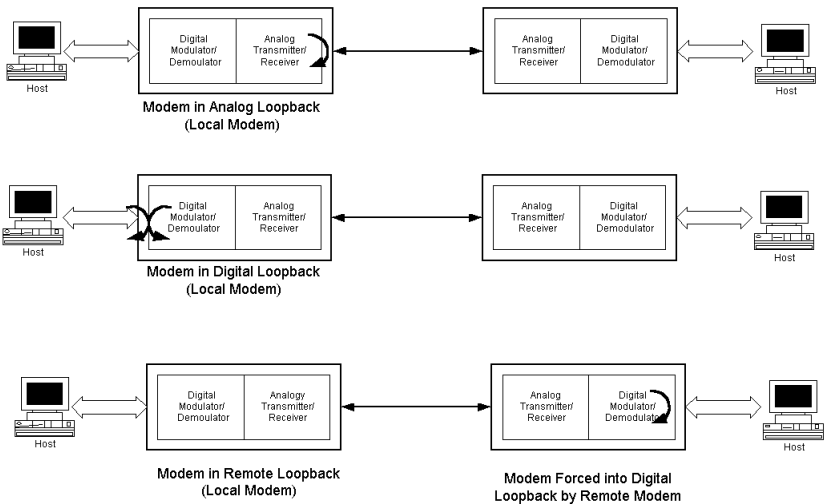 Digital
Modulator/
Demoulator
Analog
Transmitter/
Receiver
Analog
Transmitter/
Receiver
Digital
Modulator/
Demodulator
Host
Host
Modem in Analog Loopback
(Local Modem)
Digital
Modulator/
Demoulator
Analog
Transmitter/
Receiver
Analog
Transmitter/
Receiver
Digital
Modulator/
Demodulator
Host
Host
Modem in Digital Loopback
(Local Modem)
Digital
Modulator/
Demoulator
Analogy
Transmitter/
Receiver
Analog
Transmitter/
Receiver
Digital
Modulator/
Demodulator
Host
Host
Modem in Remote Loopback
(Local Modem)
Modem Forced into Digital
Loopback by Remote Modem